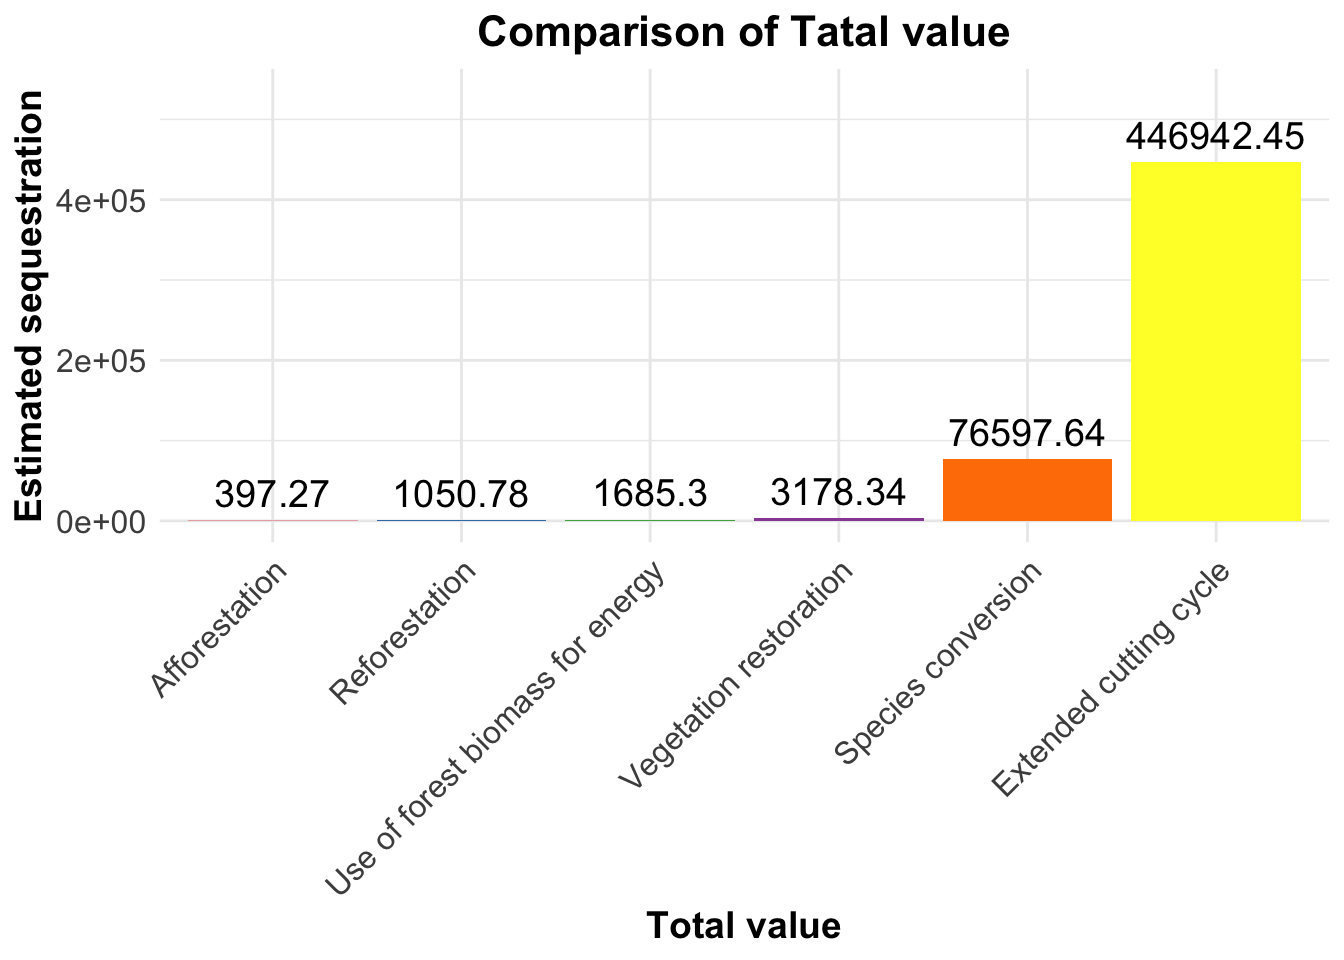 Comparison of Tatal value
Estimated sequestration
4e+05
2e+05
0e+00
397.27
1050.78
1685.3
3178.34
76597.64
446942.45
Afforestation
Reforestation
Use of forest biomass for energy
Vegetation restoration
Species conversion
Extended cutting cycle
Total value